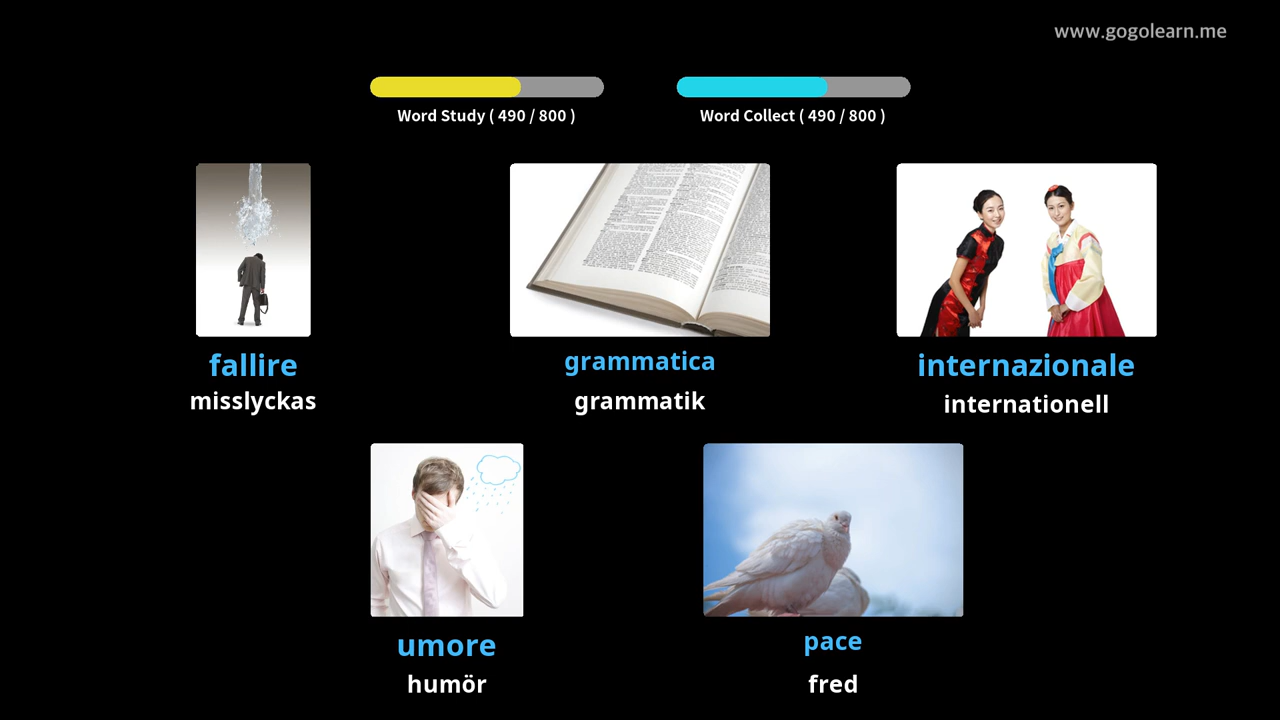 www.gogolearn.me
Word Study ( 490 / 800 )
Word Collect ( 490 / 800 )
fallire
misslyckas
grammatica
grammatik
internazionale
internationell
umore
humör
pace
fred